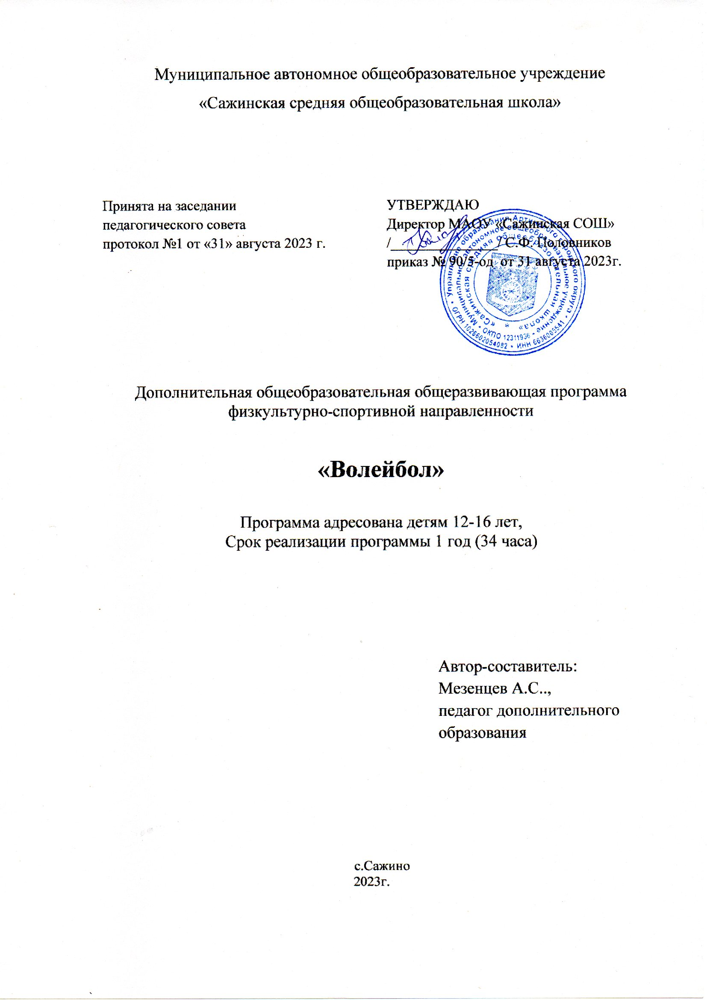 Муниципальное автономное общеобразовательное учреждение
«Сажинская средняя общеобразовательная школа»
Принята на заседании
педагогического совета
протокол №1 от «31» августа 2023 г.
УТВЕРЖДАЮ
Директор МАОУ «Сажинская СОШ»
/ / С.Ф. Половников
приказ № 90/5-од от 31 августа 2023г.
Управление образования Артинского городского округа • ОГРН 1026602054082 • ИНН 6636005541 •
Муниципальное автономное общеобразовательное учреждение • ОКПО 12311936 •
«Сажинская средняя общеобразовательная школа» *
Дополнительная общеобразовательная общеразвивающая программа
физкультурно-спортивной направленности
«Волейбол»
Программа адресована детям 12-16 лет,
Срок реализации программы 1 год (34 часа)
Автор-составитель:
Мезенцев А.С..,
педагог дополнительного
образования
с.Сажино
2023г.